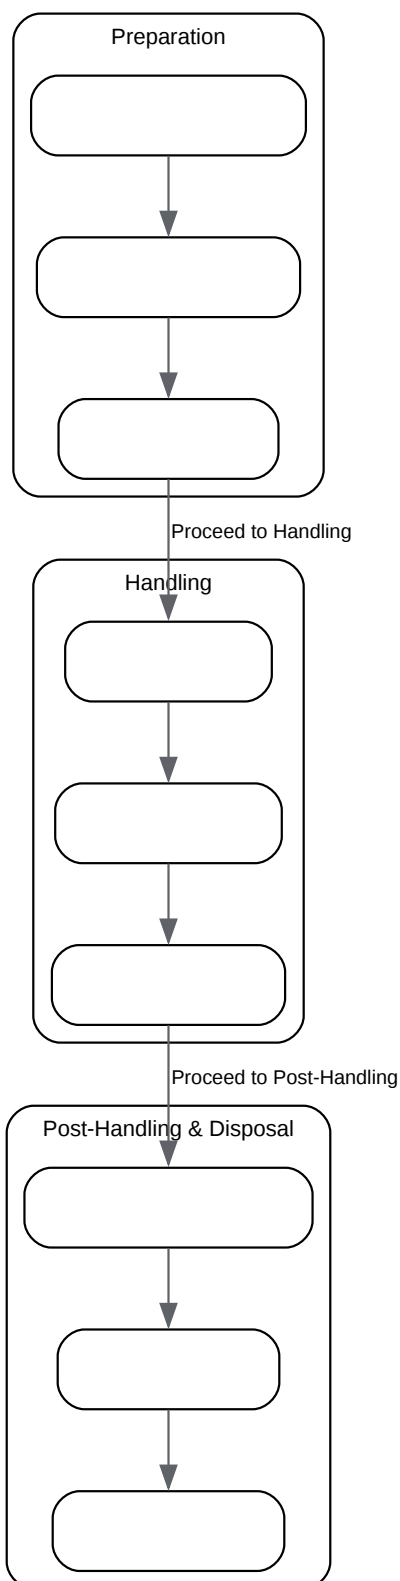 Preparation
Proceed to Handling
Handling
Proceed to Post-Handling
Post-Handling & Disposal